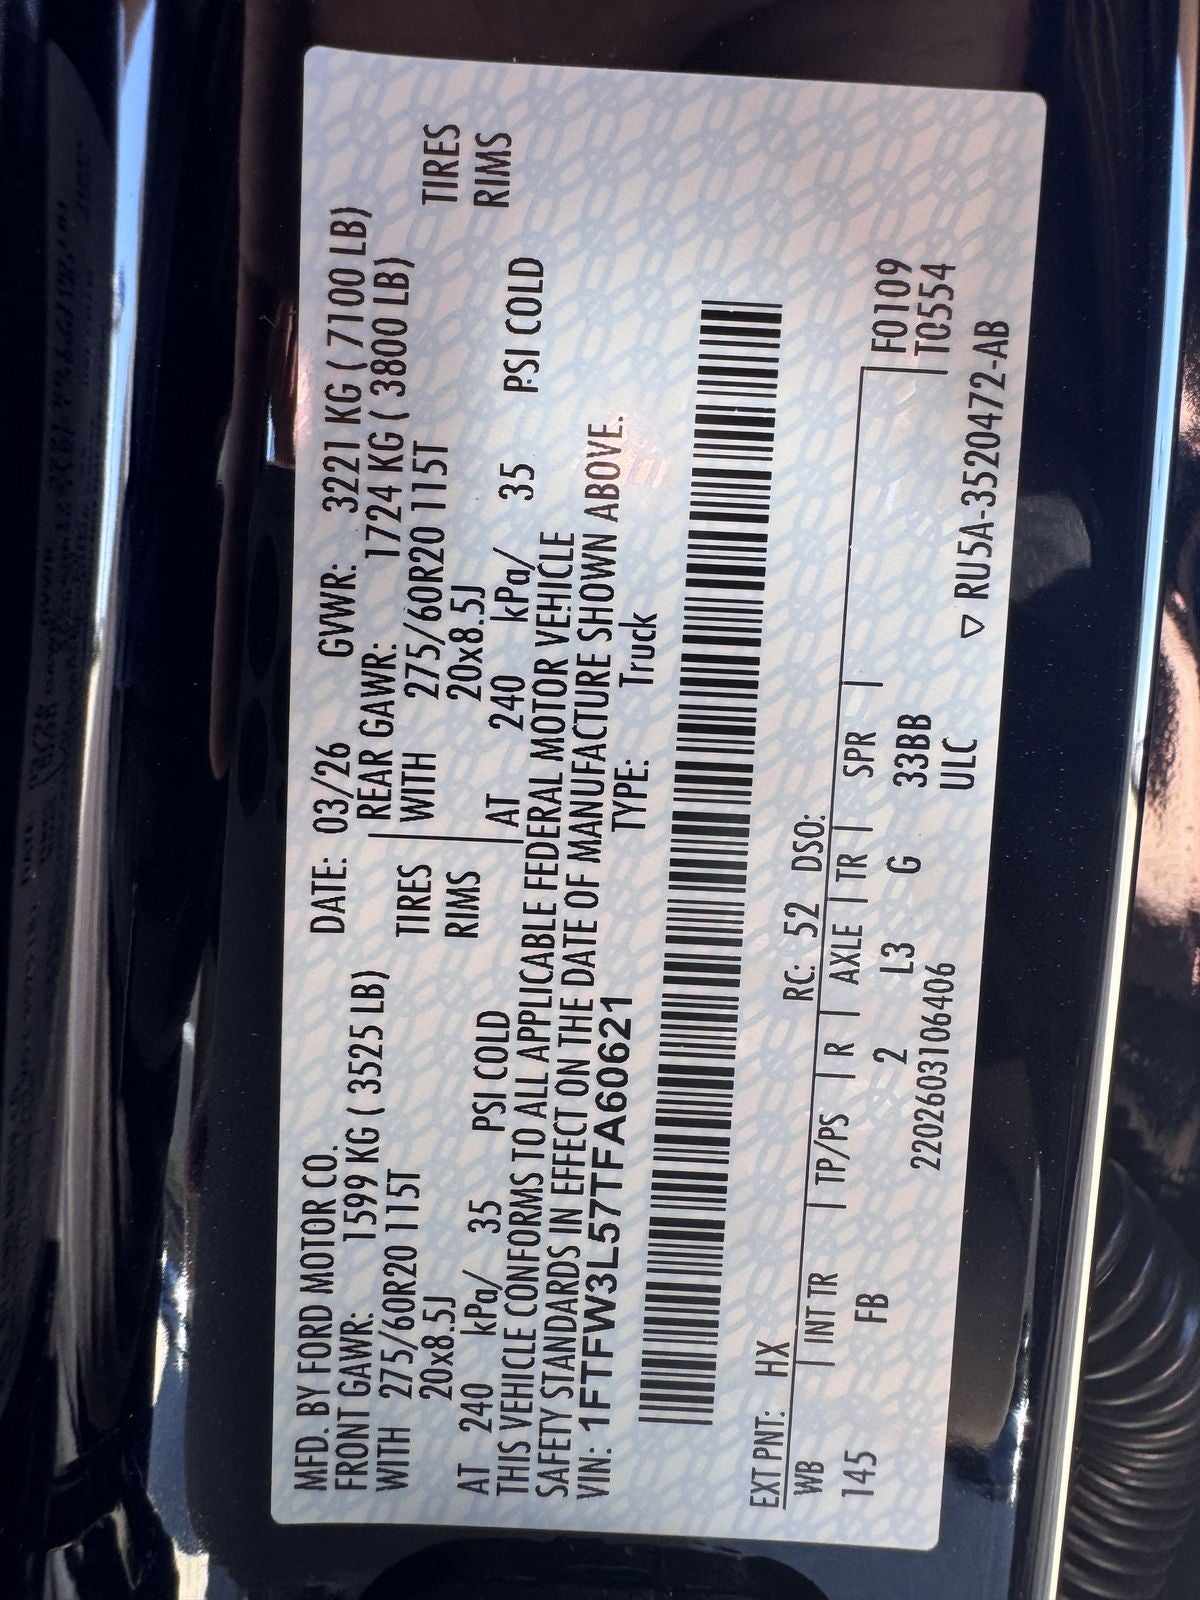 MFD. BY FORD MOTOR CO. DATE: 03/26 GVWR: 3221 KG ( 7100 LB)
FRONT GAWR: 1599 KG ( 3525 LB) REAR GAWR: 1724 KG ( 3800 LB)
WITH 275/60R20 115T TIRES WITH 275/60R20 115T TIRES
20x8.5J RIMS 20x8.5J RIMS
AT 240 kPa/ 35 PSI COLD AT 240 kPa/ 35 PSI COLD
THIS VEHICLE CONFORMS TO ALL APPLICABLE FEDERAL MOTOR VEHICLE
SAFETY STANDARDS IN EFFECT ON THE DATE OF MANUFACTURE SHOWN ABOVE.
VIN: 1FTFW3L57TFA60621 TYPE: Truck
EXT PNT: HX RC: 52 DSO:
WB INT TR TP/PS R AXLE TR SPR F0109
145 FB 2 L3 G 33BB T0554
2202603106406 ULC
▽ RU5A-3520472-AB